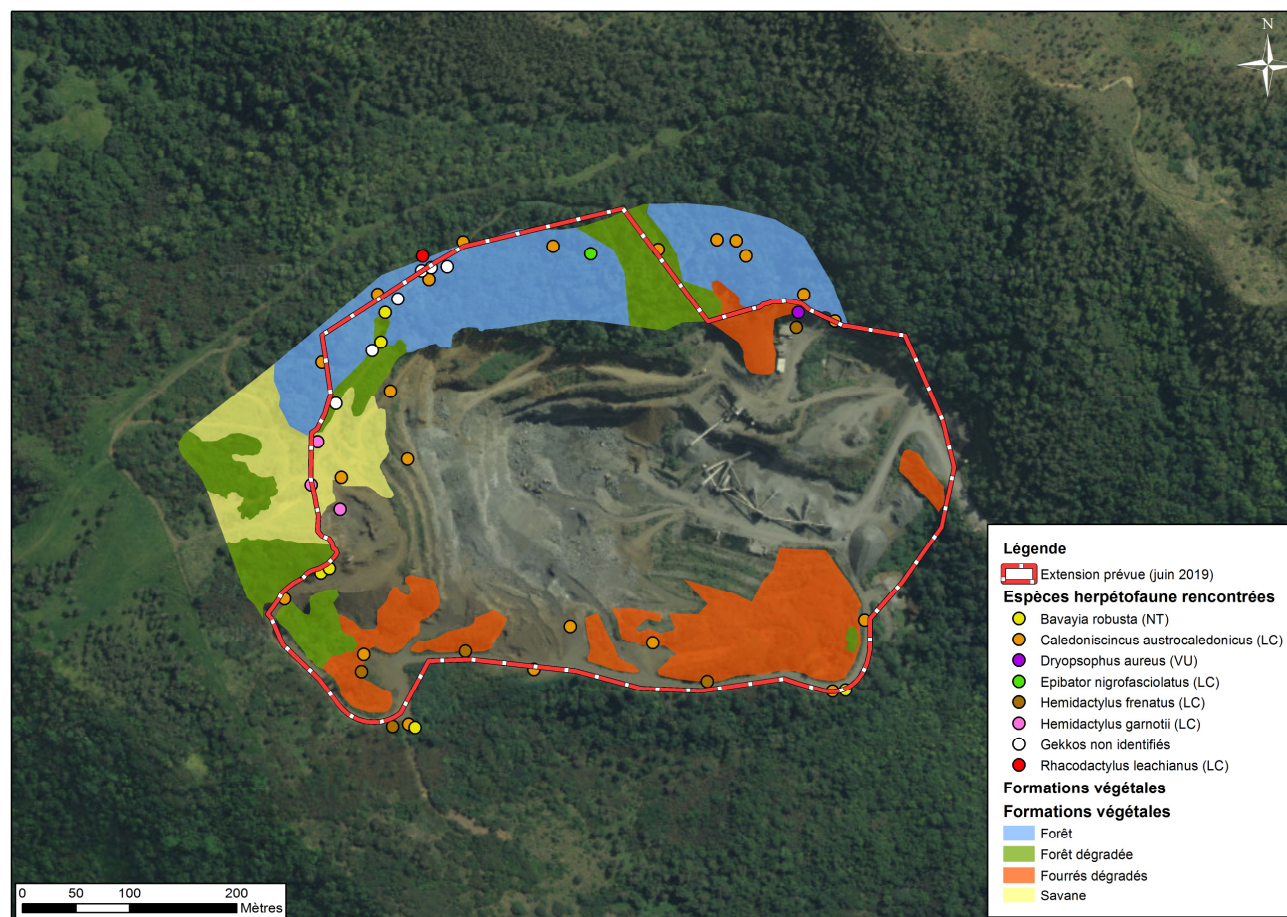 N
Légende
Extension prévue (juin 2019)
Espèces herpétofaune rencontrées
Bavayia robusta (NT)
Caledoniscincus austrocaledonicus (LC)
Dryopsophus aureus (VU)
Epibator nigrofasciolatus (LC)
Hemidactylus frenatus (LC)
Hemidactylus garnotii (LC)
Gekkos non identifiés
Rhacodactylus leachianus (LC)
Formations végétales
Formations végétales
Forêt
Forêt dégradée
Fourrés dégradés
Savane
0 50 100 200
Mètres